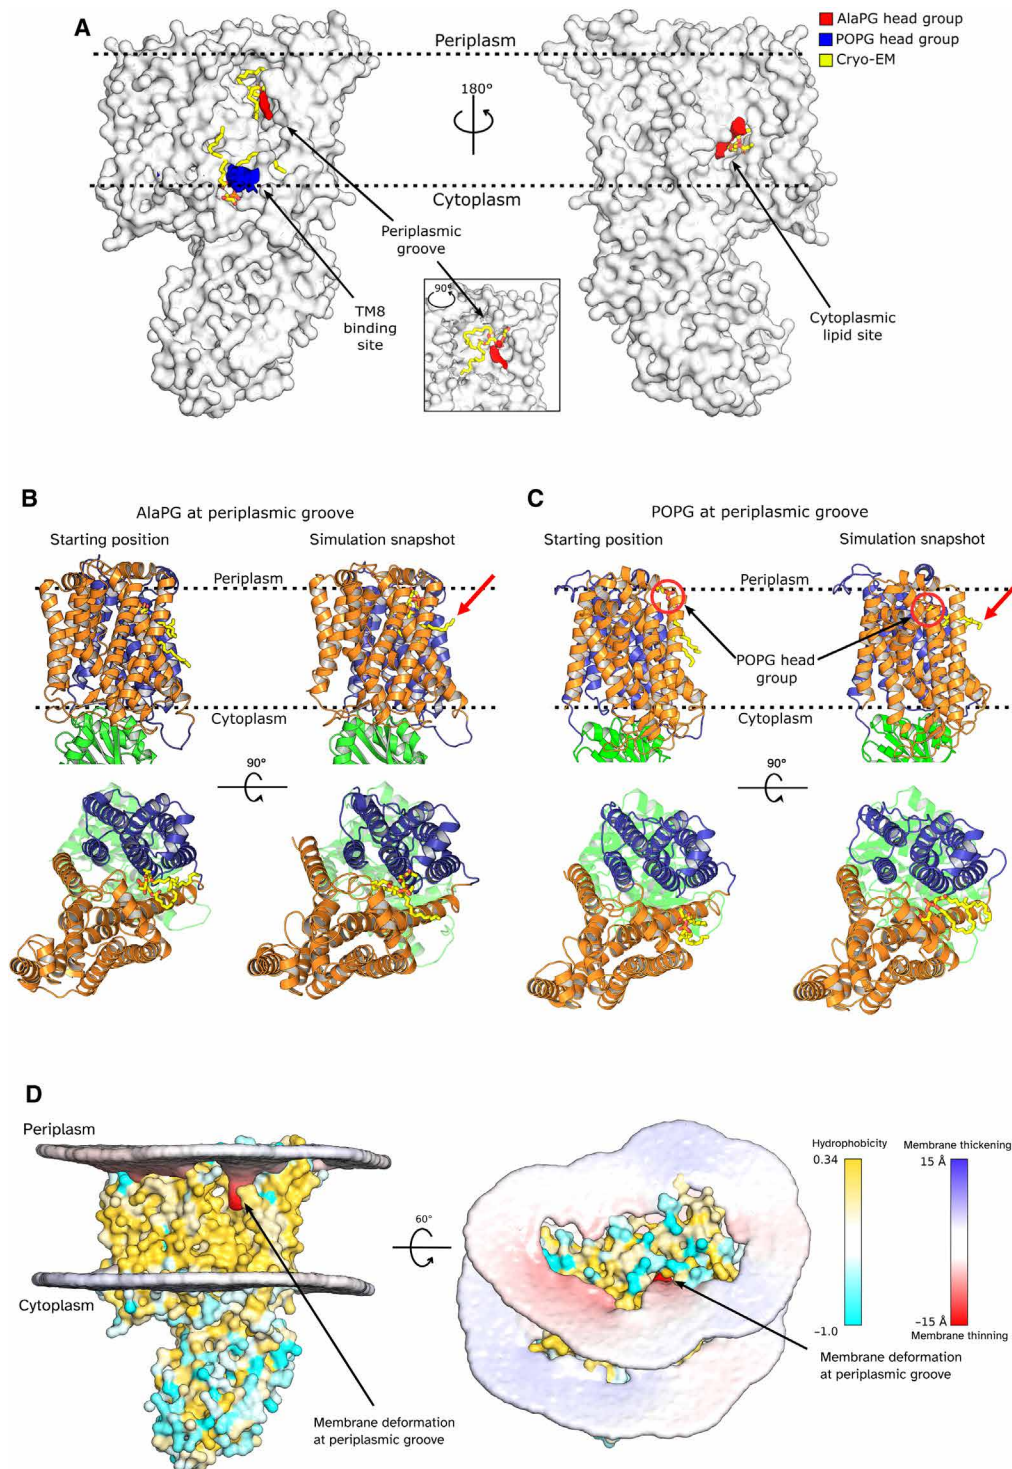 A
Periplasm
AlaPG head group
POPG head group
Cryo-EM
180°
Cytoplasm
Periplasmic
groove
90°
TM8
binding
site
Cytoplasmic
lipid site
B
AlaPG at periplasmic groove
Starting position
Simulation snapshot
Periplasm
Cytoplasm
90°
C
POPG at periplasmic groove
Starting position
Simulation snapshot
Periplasm
POPG head
group
Cytoplasm
90°
D
Periplasm
Cytoplasm
60°
Membrane deformation
at periplasmic groove
Hydrophobicity
0.34
–1.0
Membrane thickening
15 Å
–15 Å
Membrane thinning
Membrane deformation
at periplasmic groove